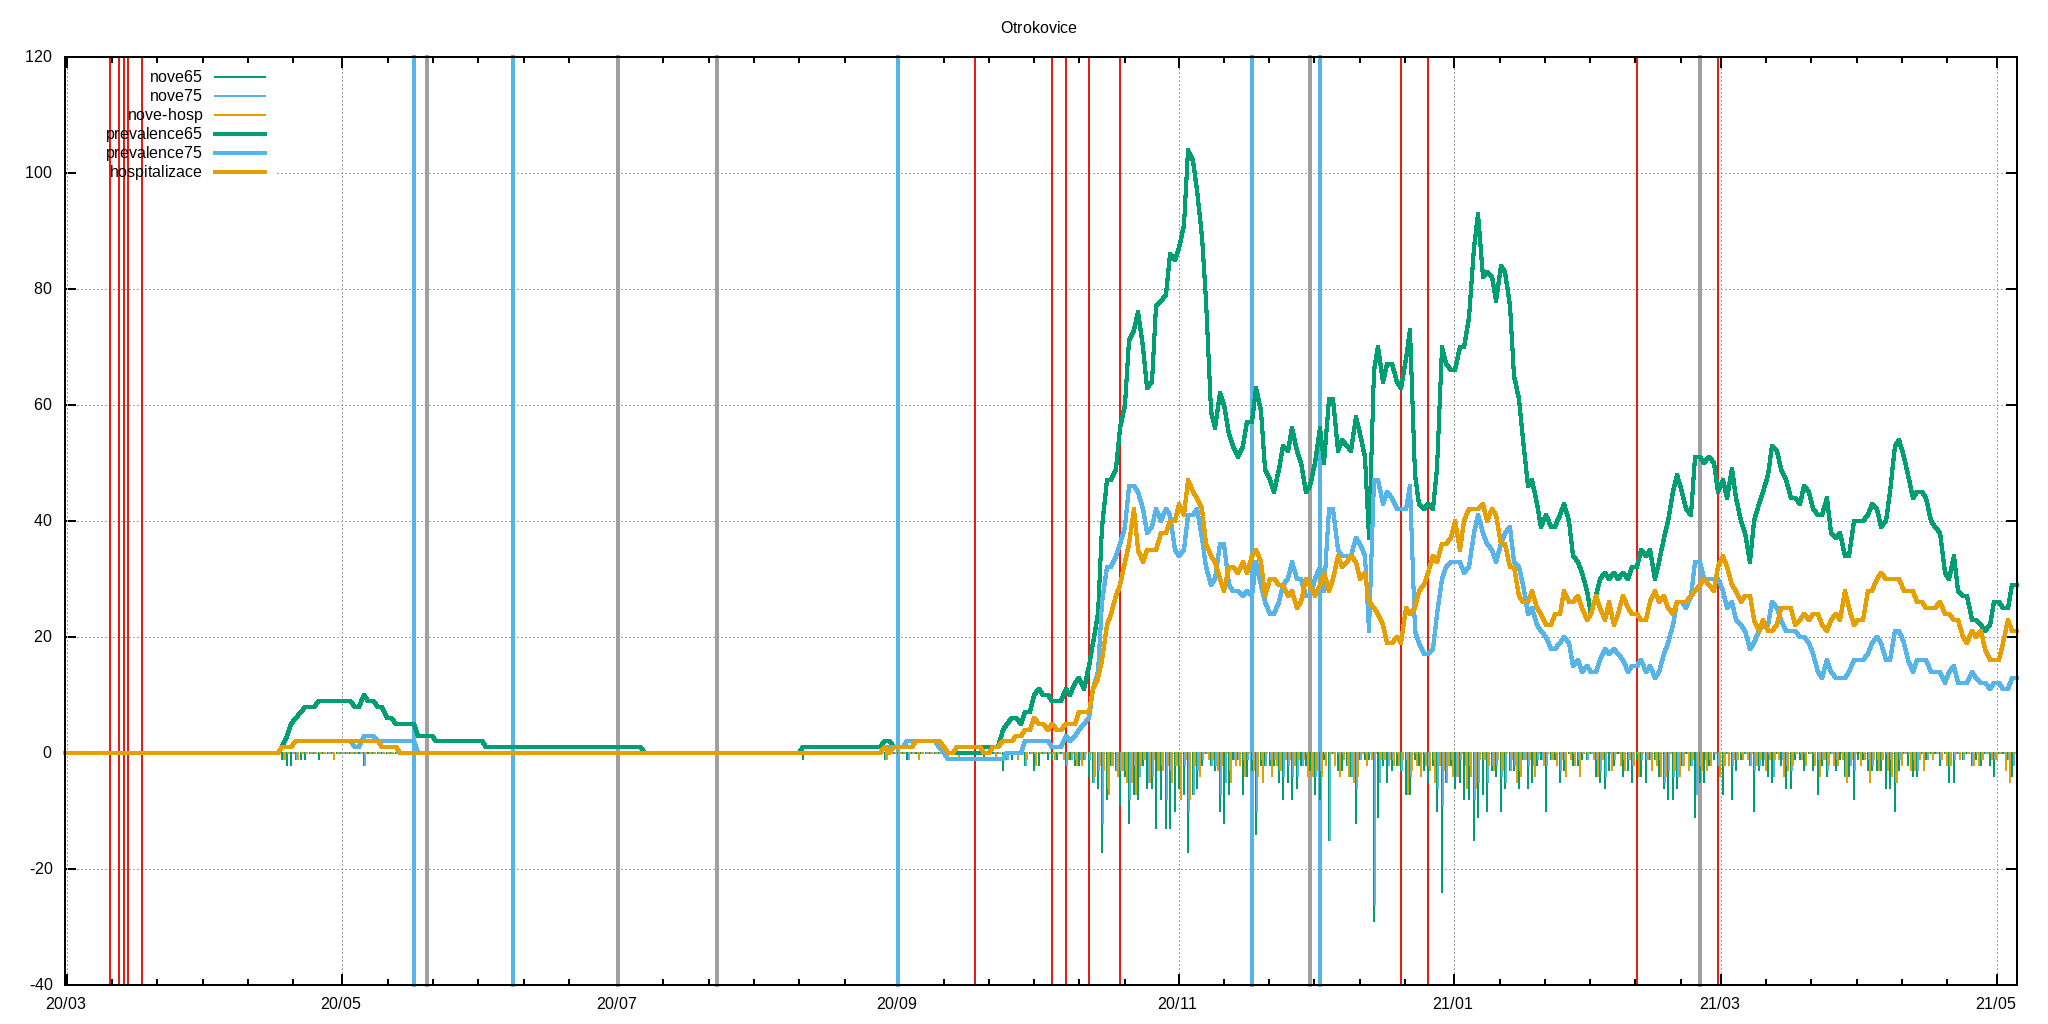 Otrokovice
120
nove65
nove75
nove-hosp
prevalence65
prevalence75
hospitalizace
100
80
60
40
20
0
-20
-40
20/03 20/05 20/07 20/09 20/11 21/01 21/03 21/05